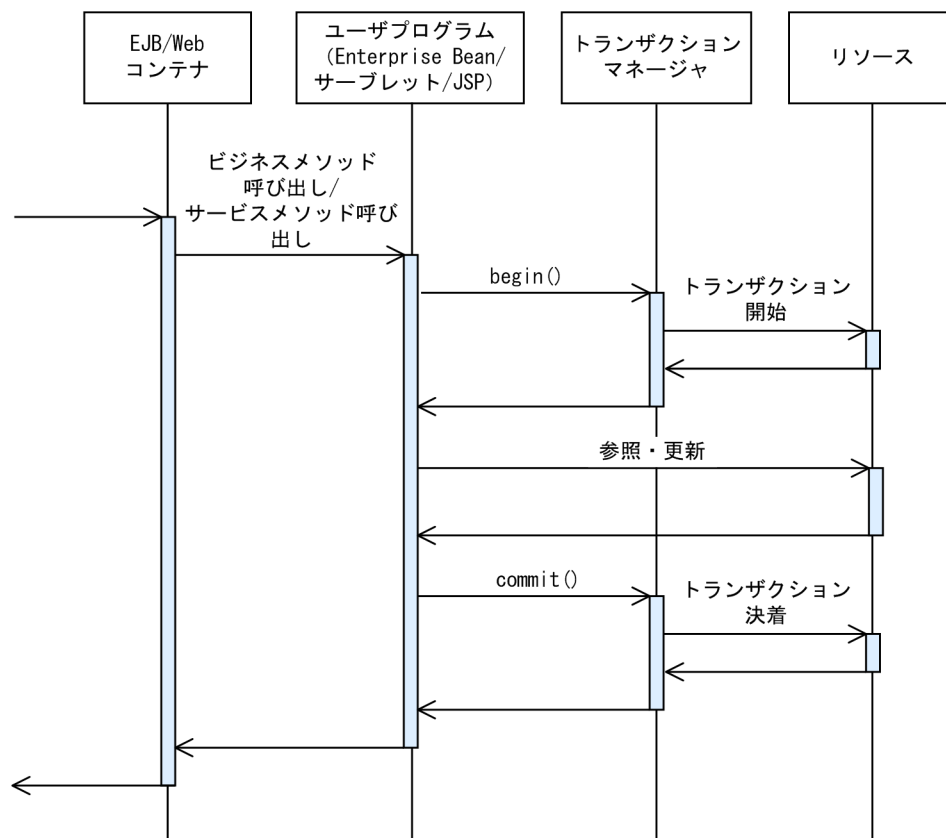 EJB/Web
コンテナ
ユーザプログラム
(Enterprise Bean/
サーブレット/JSP)
トランザクション
マネージャ
リソース
ビジネスメソッド
呼び出し/
サービスメソッド呼び
出し
begin()
トランザクション
開始
参照・更新
commit()
トランザクション
決着